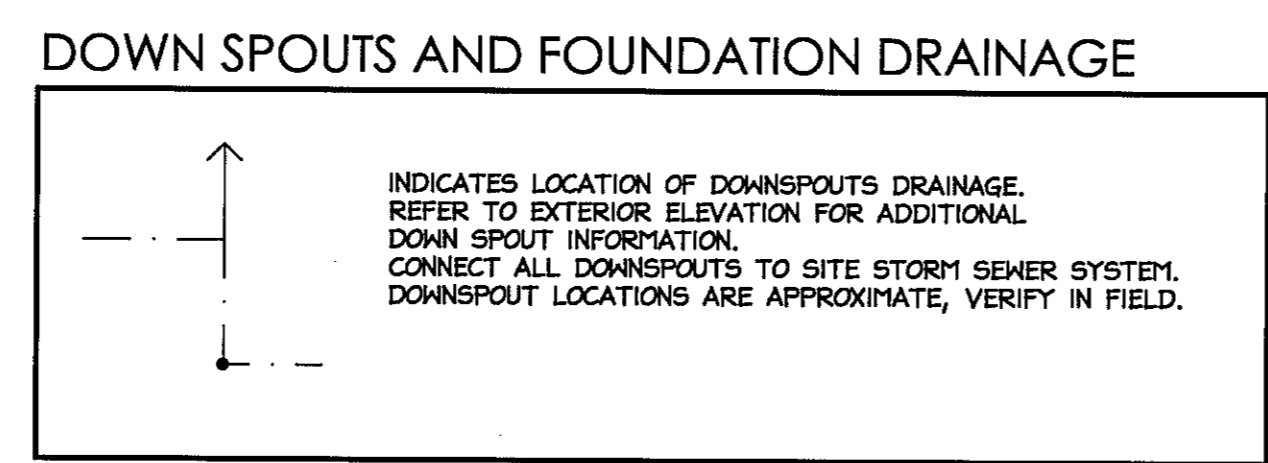 DOWN SPOUTS AND FOUNDATION DRAINAGE
INDICATES LOCATION OF DOWNSPOUTS DRAINAGE.
REFER TO EXTERIOR ELEVATION FOR ADDITIONAL
DOWN SPOUT INFORMATION.
CONNECT ALL DOWNSPOUTS TO SITE STORM SEWER SYSTEM.
DOWNSPOUT LOCATIONS ARE APPROXIMATE, VERIFY IN FIELD.